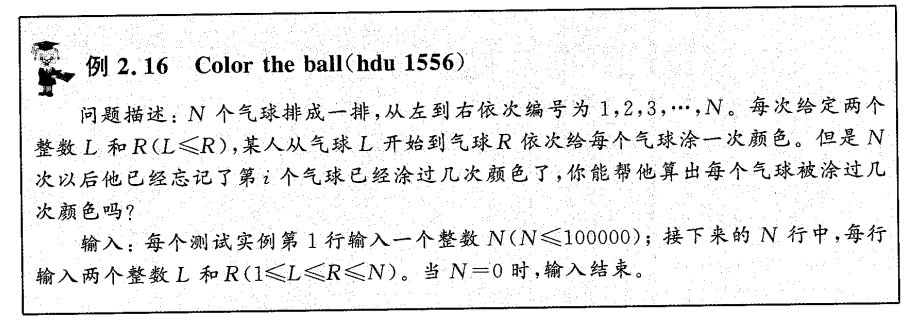 例 2.16 Color the ball(hdu 1556)
问题描述：N 个气球排成一排，从左到右依次编号为 1,2,3,…,N。每次给定两个
整数 L 和 R(L≤R)，某人从气球 L 开始到气球 R 依次给每个气球涂一次颜色。但是 N
次以后他已经忘记了第 i 个气球已经涂过几次颜色了，你能帮他算出每个气球被涂过几
次颜色吗？
输入：每个测试实例第 1 行输入一个整数 N(N≤100000)；接下来的 N 行中，每行
输入两个整数 L 和 R(1≤L≤R≤N)。当 N=0 时，输入结束。